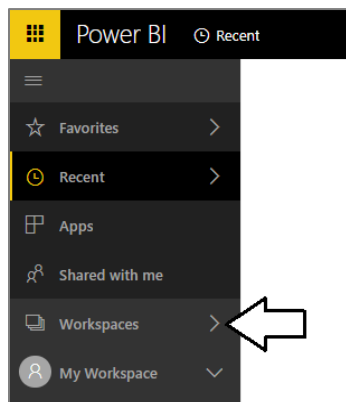 Power BI Recent
Favorites
Recent
Apps
Shared with me
Workspaces
My Workspace